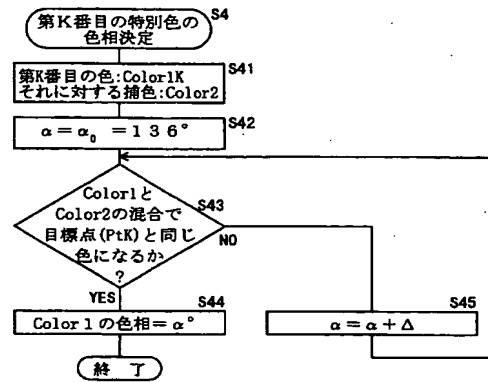 第K番目の特別色の
色相決定
S4
S41
第K番目の色:Color1K
それに対する捕色:Color2
S42
α=α₀ =136°
Color1と
Color2の混合で
目標点(PtK)と同じ
色になるか
?
S43
NO
YES
S44
Color1の色相=α°
S45
α=α+Δ
終 了